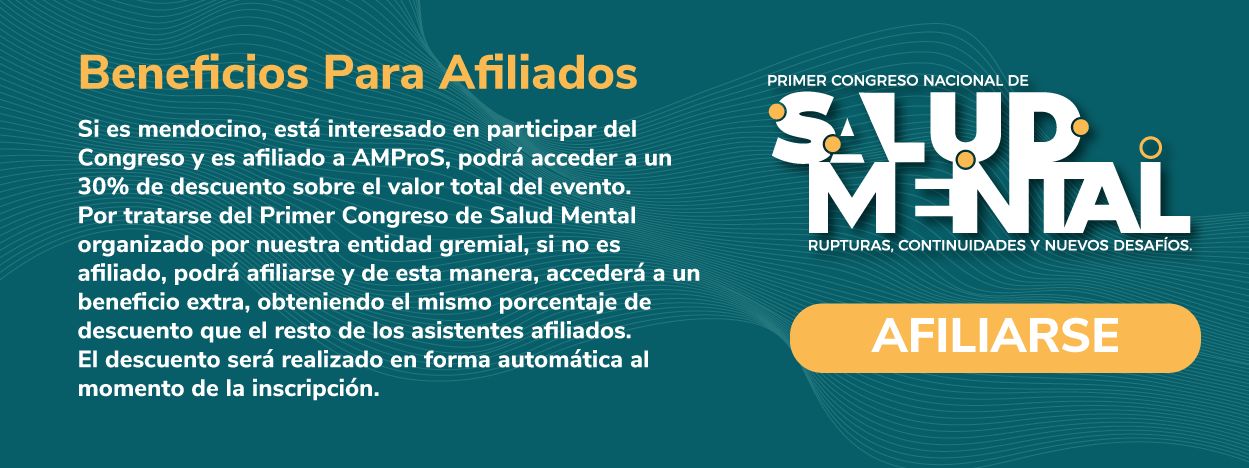 Beneficios Para Afiliados
Si es mendocino, está interesado en participar del
Congreso y es afiliado a AMProS, podrá acceder a un
30% de descuento sobre el valor total del evento.
Por tratarse del Primer Congreso de Salud Mental
organizado por nuestra entidad gremial, si no es
afiliado, podrá afiliarse y de esta manera, accederá a un
beneficio extra, obteniendo el mismo porcentaje de
descuento que el resto de los asistentes afiliados.
El descuento será realizado en forma automática al
momento de la inscripción.
PRIMER CONGRESO NACIONAL DE
SALUD
MENTAL
RUPTURAS, CONTINUIDADES Y NUEVOS DESAFÍOS.
AFILIARSE